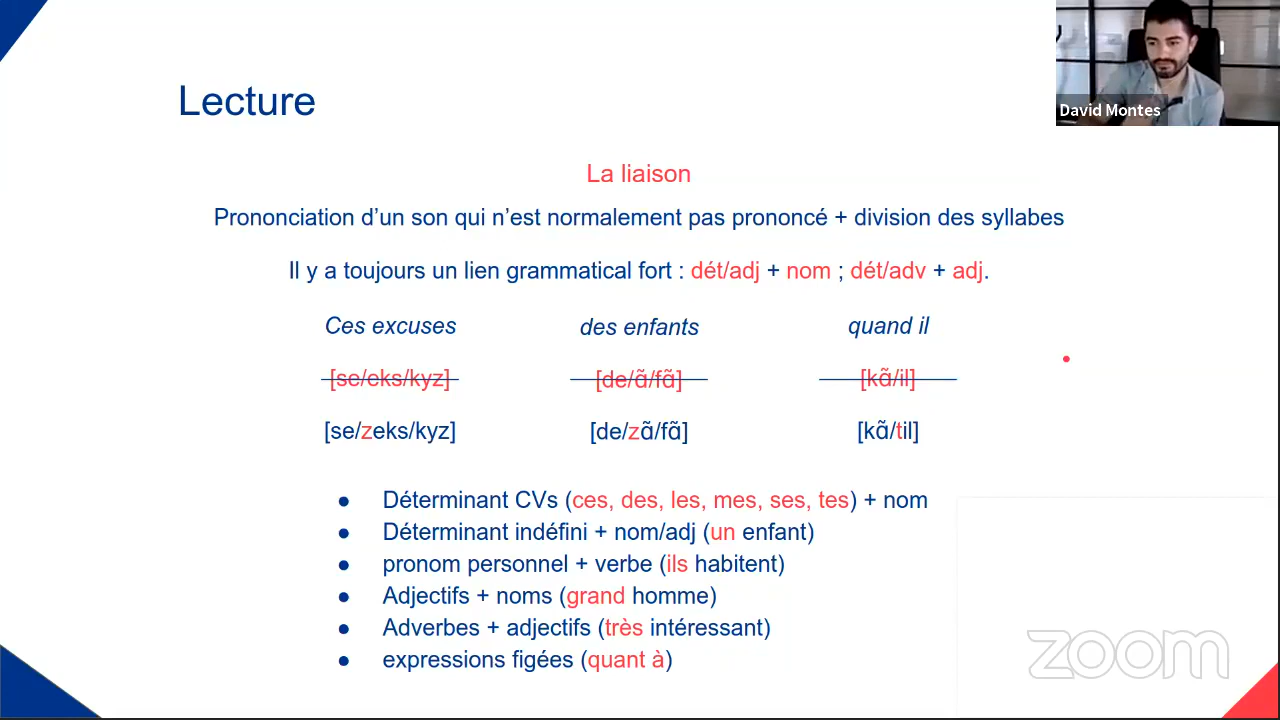 David Montes
Lecture
La liaison
Prononciation d’un son qui n’est normalement pas prononcé + division des syllabes
Il y a toujours un lien grammatical fort : dét/adj + nom ; dét/adv + adj.
Ces excuses des enfants quand il
[se/eks/kyz] [de/ɑ̃/fɑ̃] [kɑ̃/il]
[se/zeks/kyz] [de/zɑ̃/fɑ̃] [kɑ̃/til]
● Déterminant CVs (ces, des, les, mes, ses, tes) + nom
● Déterminant indéfini + nom/adj (un enfant)
● pronom personnel + verbe (ils habitent)
● Adjectifs + noms (grand homme)
● Adverbes + adjectifs (très intéressant)
● expressions figées (quant à)
zoom